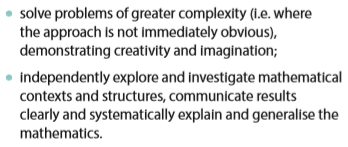 • solve problems of greater complexity (i.e. where
the approach is not immediately obvious),
demonstrating creativity and imagination;
• independently explore and investigate mathematical
contexts and structures, communicate results
clearly and systematically explain and generalise the
mathematics.